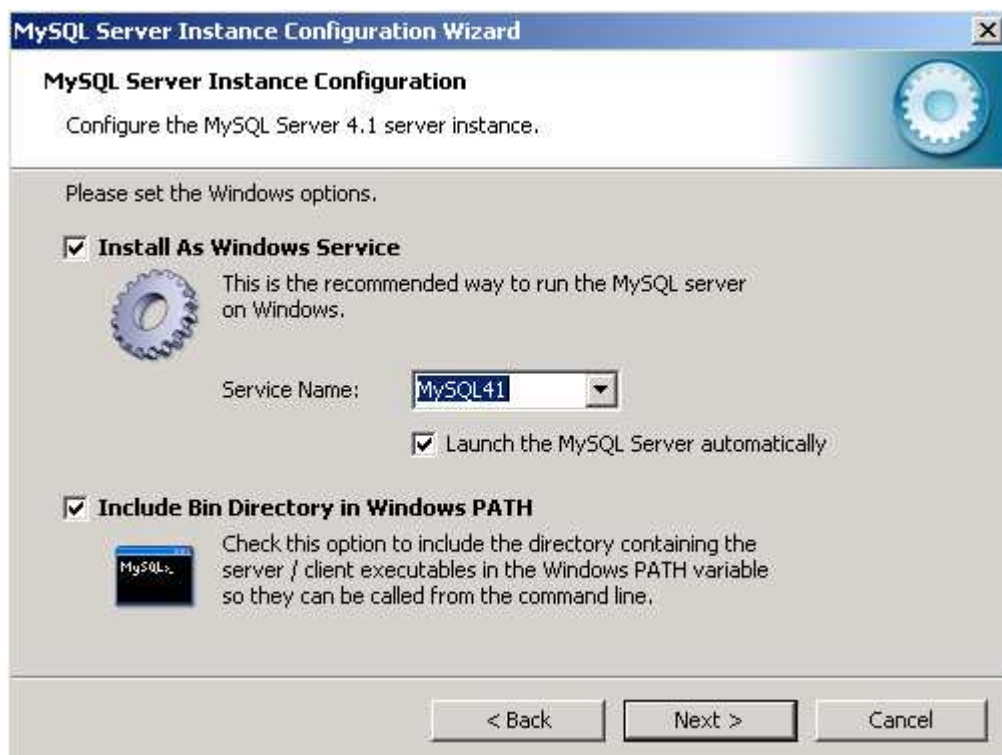 MySQL Server Instance Configuration Wizard
MySQL Server Instance Configuration
Configure the MySQL Server 4.1 server instance.
Please set the Windows options.
Install As Windows Service
This is the recommended way to run the MySQL server
on Windows.
Service Name:
MySQL41
Launch the MySQL Server automatically
Include Bin Directory in Windows PATH
MySQL>_
Check this option to include the directory containing the
server / client executables in the Windows PATH variable
so they can be called from the command line.
< Back
Next >
Cancel